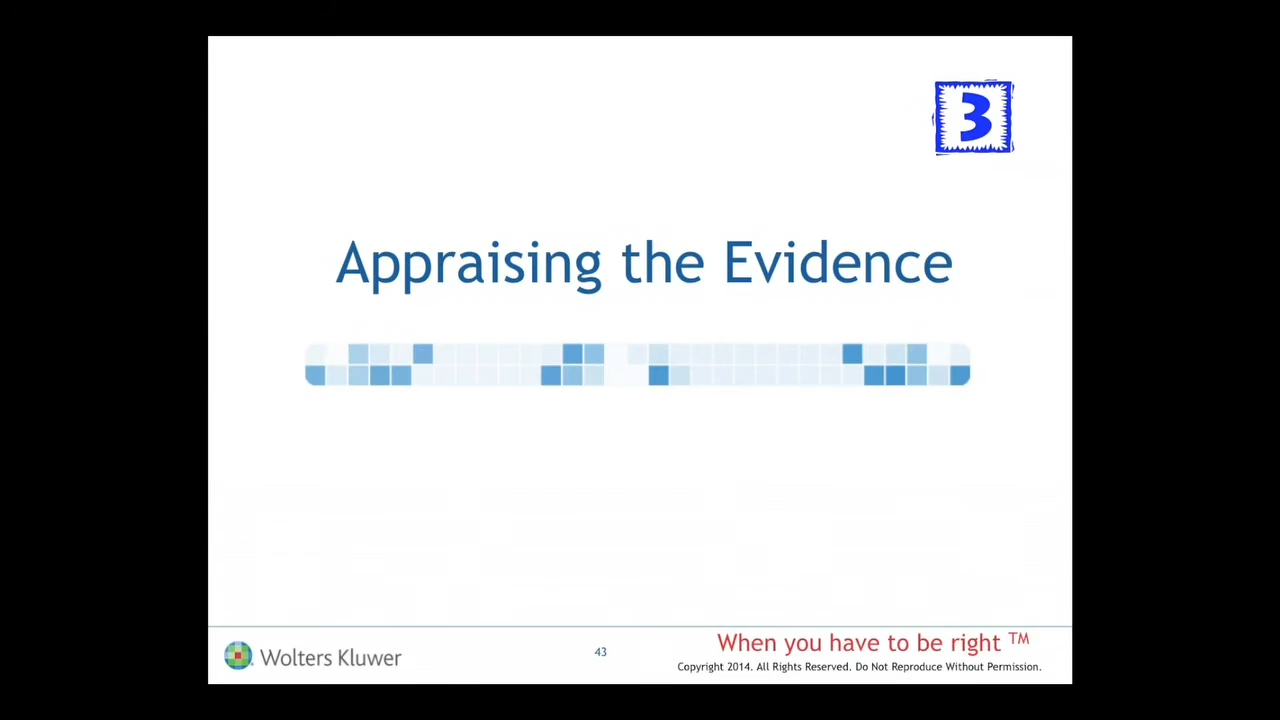 3
Appraising the Evidence
Wolters Kluwer
43
When you have to be right ™
Copyright 2014. All Rights Reserved. Do Not Reproduce Without Permission.